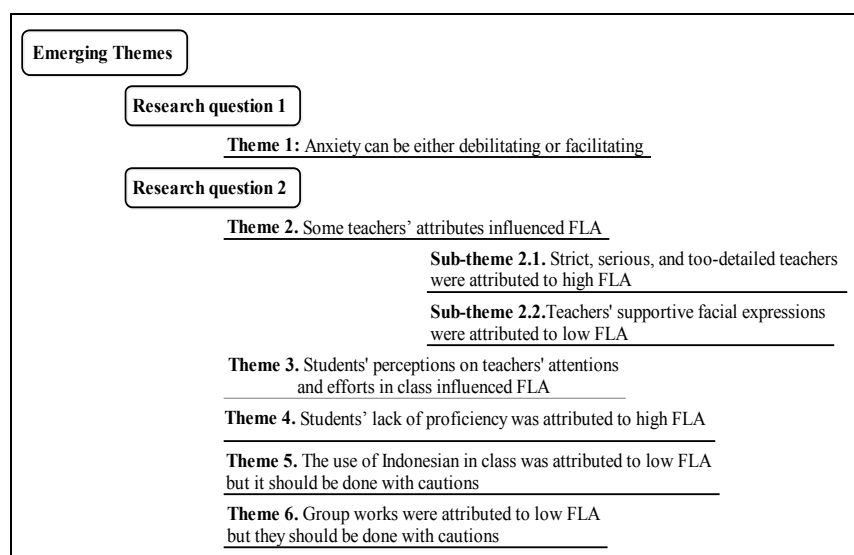 Emerging Themes
Research question 1
Theme 1: Anxiety can be either debilitating or facilitating
Research question 2
Theme 2. Some teachers’ attributes influenced FLA
Sub-theme 2.1. Strict, serious, and too-detailed teachers
were attributed to high FLA
Sub-theme 2.2.Teachers' supportive facial expressions
were attributed to low FLA
Theme 3. Students' perceptions on teachers' attentions
and efforts in class influenced FLA
Theme 4. Students’ lack of proficiency was attributed to high FLA
Theme 5. The use of Indonesian in class was attributed to low FLA
but it should be done with cautions
Theme 6. Group works were attributed to low FLA
but they should be done with cautions